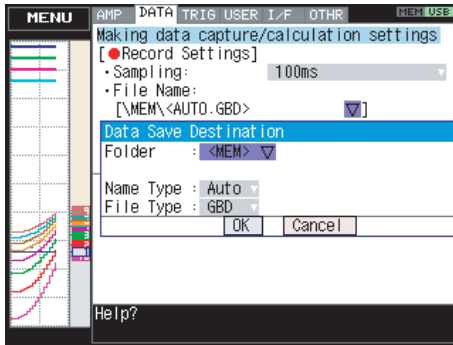 MENU
AMP DATA TRIG USER I/F OTHR MEM USB
Making data capture/calculation settings
[●Record Settings]
・Sampling: 100ms
・File Name:
[\MEM\<AUTO.GBD> ▽]
Data Save Destination
Folder : <MEM> ▽
Name Type : Auto
File Type : GBD
OK Cancel
Help?